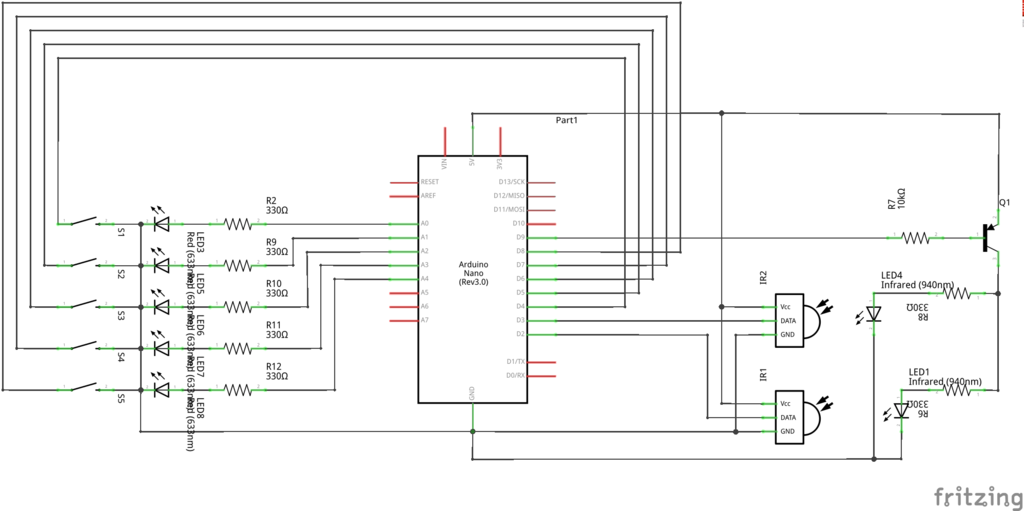 Part1
VIN
5V
3V3
RESET
AREF
A0
A1
A2
A3
A4
A5
A6
A7
D13/SCK
D12/MISO
D11/MOSI
D10
D9
D8
D7
D6
D5
D4
D3
D2
D1/TX
D0/RX
GND
Arduino
Nano
(Rev3.0)
S1
S2
S3
S4
S5
LED3
Red (633nm)
LED5
Red (633nm)
LED6
Red (633nm)
LED7
Red (633nm)
LED8
Red (633nm)
R2
330Ω
R9
330Ω
R10
330Ω
R11
330Ω
R12
330Ω
R7
10kΩ
Q1
IR2
Vcc
DATA
GND
IR1
Vcc
DATA
GND
LED4
Infrared (940nm)
R8
330Ω
LED1
Infrared (940nm)
R6
330Ω
fritzing